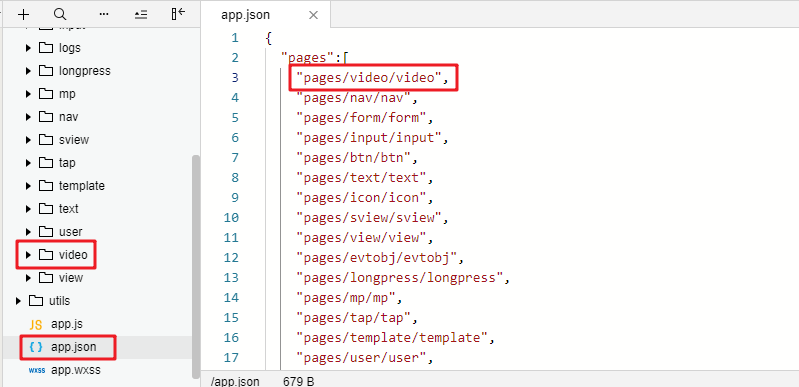 app.json
logs
longpress
mp
nav
sview
tap
template
text
user
video
view
utils
JS app.js
{ } app.json
WXSS app.wxss
1 {
2 "pages":[
3 "pages/video/video",
4 "pages/nav/nav",
5 "pages/form/form",
6 "pages/input/input",
7 "pages/btn/btn",
8 "pages/text/text",
9 "pages/icon/icon",
10 "pages/sview/sview",
11 "pages/view/view",
12 "pages/evtobj/evtobj",
13 "pages/longpress/longpress",
14 "pages/mp/mp",
15 "pages/tap/tap",
16 "pages/template/template",
17 "pages/user/user",
/app.json 679 B